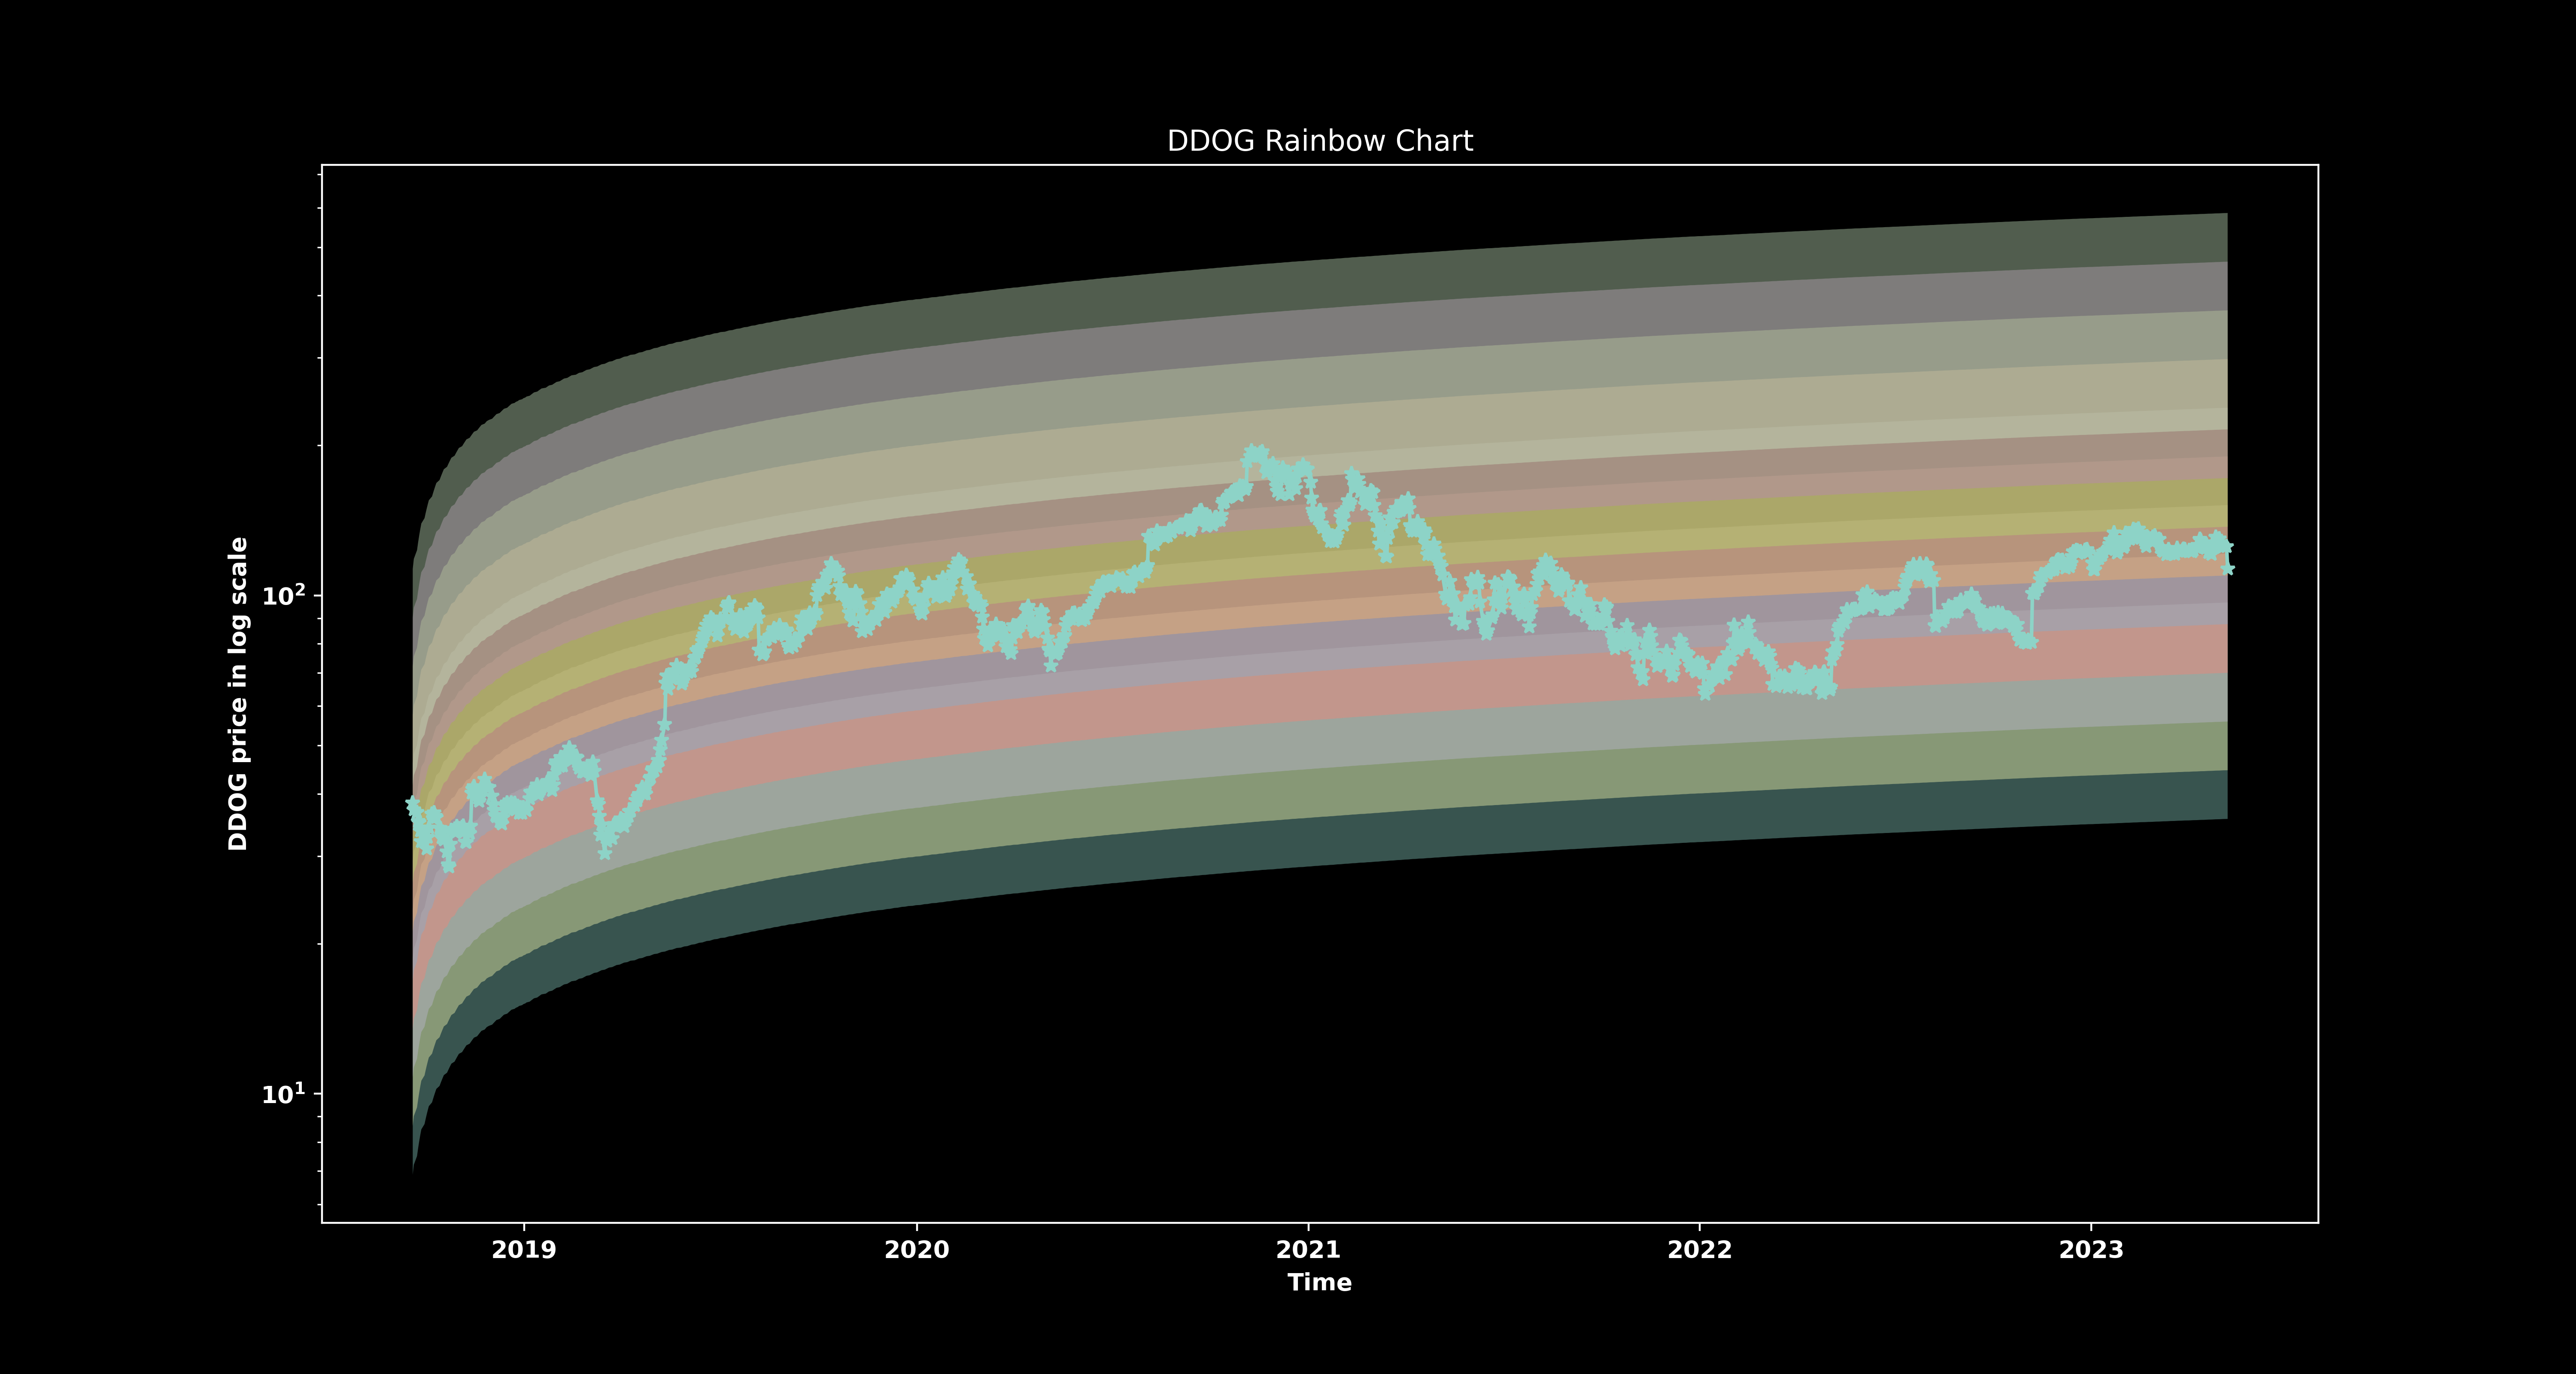 DDOG Rainbow Chart
DDOG price in log scale
10²
10¹
2019 2020 2021 2022 2023
Time